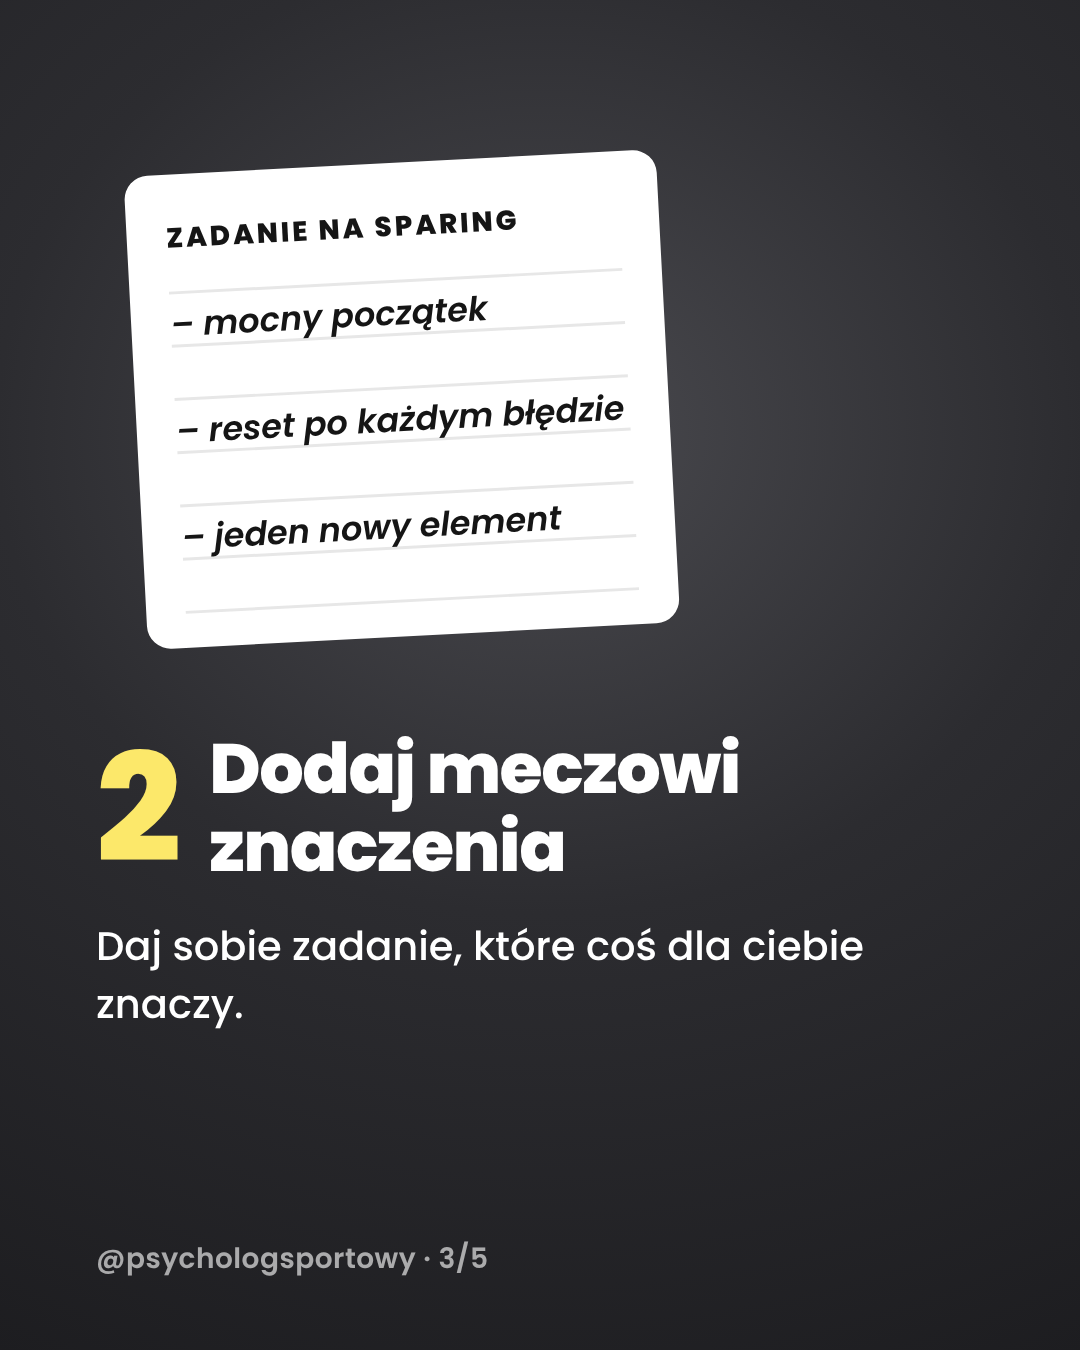 ZADANIE NA SPARING
– mocny początek
– reset po każdym błędzie
– jeden nowy element
2 Dodaj meczowi
znaczenia
Daj sobie zadanie, które coś dla ciebie
znaczy.
@psychologsportowy · 3/5